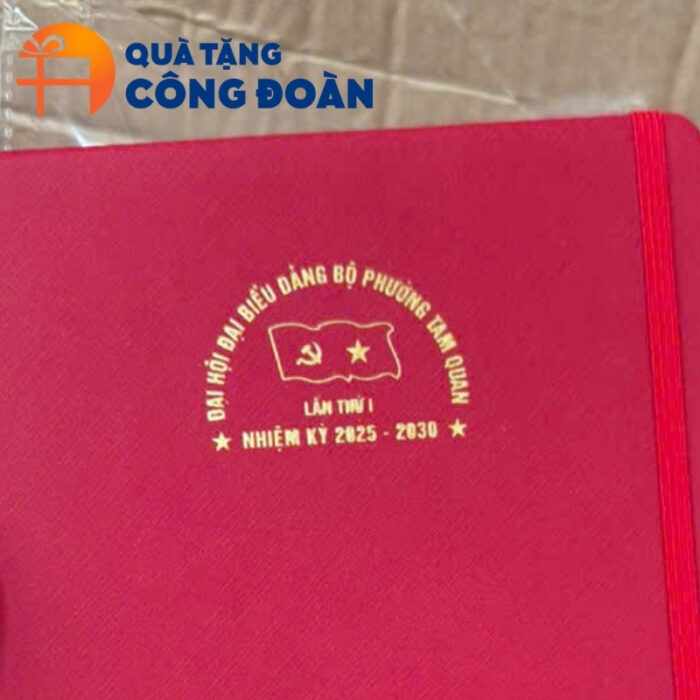 QUÀ TẶNG
CÔNG ĐOÀN
ĐẠI HỘI ĐẠI BIỂU ĐẢNG BỘ PHƯỜNG TAM QUAN
LẦN THỨ I
NHIỆM KỲ 2025 - 2030